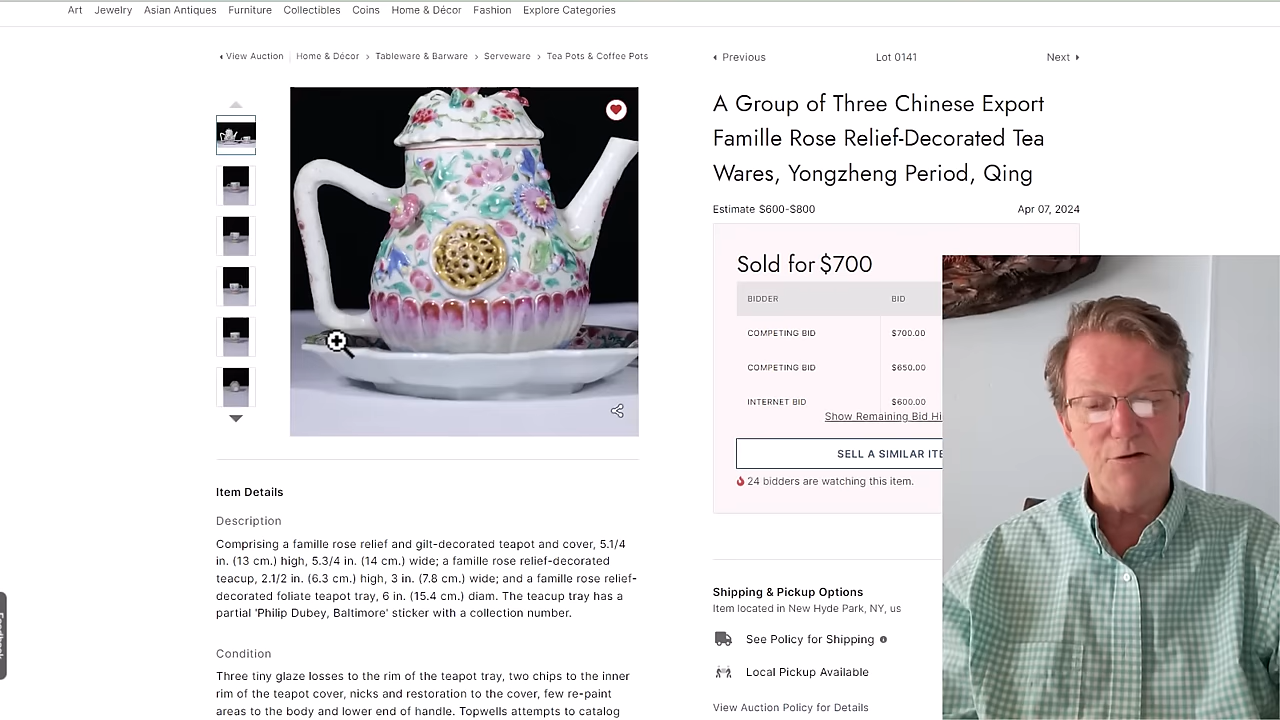 Art Jewelry Asian Antiques Furniture Collectibles Coins Home & Décor Fashion Explore Categories
View Auction Home & Décor › Tableware & Barware › Serveware › Tea Pots & Coffee Pots
Previous Lot 0141 Next
A Group of Three Chinese Export
Famille Rose Relief-Decorated Tea
Wares, Yongzheng Period, Qing
Estimate $600-$800 Apr 07, 2024
Sold for $700
BIDDER BID
COMPETING BID $700.00
COMPETING BID $650.00
INTERNET BID $600.00
Show Remaining Bid Hi
SELL A SIMILAR ITE
24 bidders are watching this item.
Item Details
Description
Comprising a famille rose relief and gilt-decorated teapot and cover, 5.1/4
in. (13 cm.) high, 5.3/4 in. (14 cm.) wide; a famille rose relief-decorated
teacup, 2.1/2 in. (6.3 cm.) high, 3 in. (7.8 cm.) wide; and a famille rose relief-
decorated foliate teapot tray, 6 in. (15.4 cm.) diam. The teacup tray has a
partial 'Philip Dubey, Baltimore' sticker with a collection number.
Condition
Three tiny glaze losses to the rim of the teapot tray, two chips to the inner
rim of the teapot cover, nicks and restoration to the cover, few re-paint
areas to the body and lower end of handle. Topwells attempts to catalog
Shipping & Pickup Options
Item located in New Hyde Park, NY, us
See Policy for Shipping
Local Pickup Available
View Auction Policy for Details